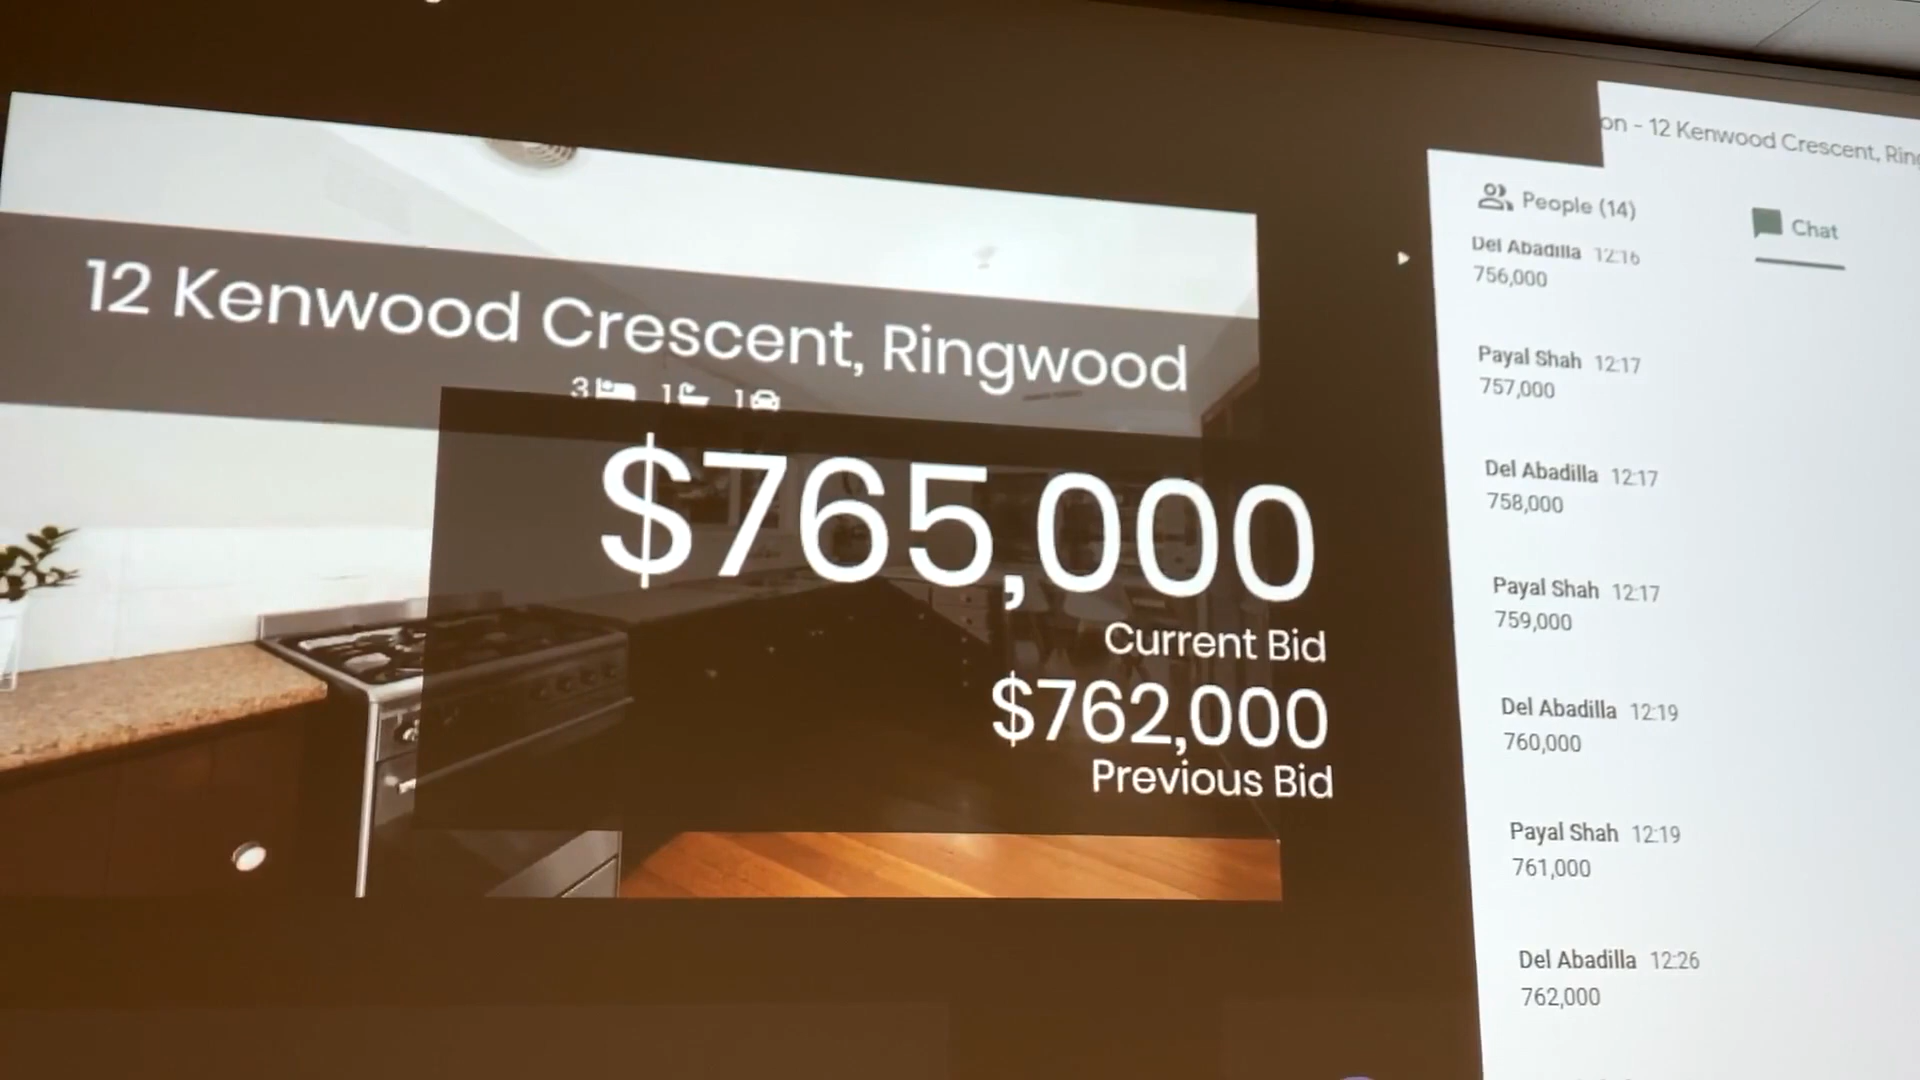 12 Kenwood Crescent, Ringwood
3 1 1
$765,000
Current Bid
$762,000
Previous Bid
on - 12 Kenwood Crescent, Ring
People (14)
Chat
Del Abadilla 12:16
756,000
Payal Shah 12:17
757,000
Del Abadilla 12:17
758,000
Payal Shah 12:17
759,000
Del Abadilla 12:19
760,000
Payal Shah 12:19
761,000
Del Abadilla 12:26
762,000